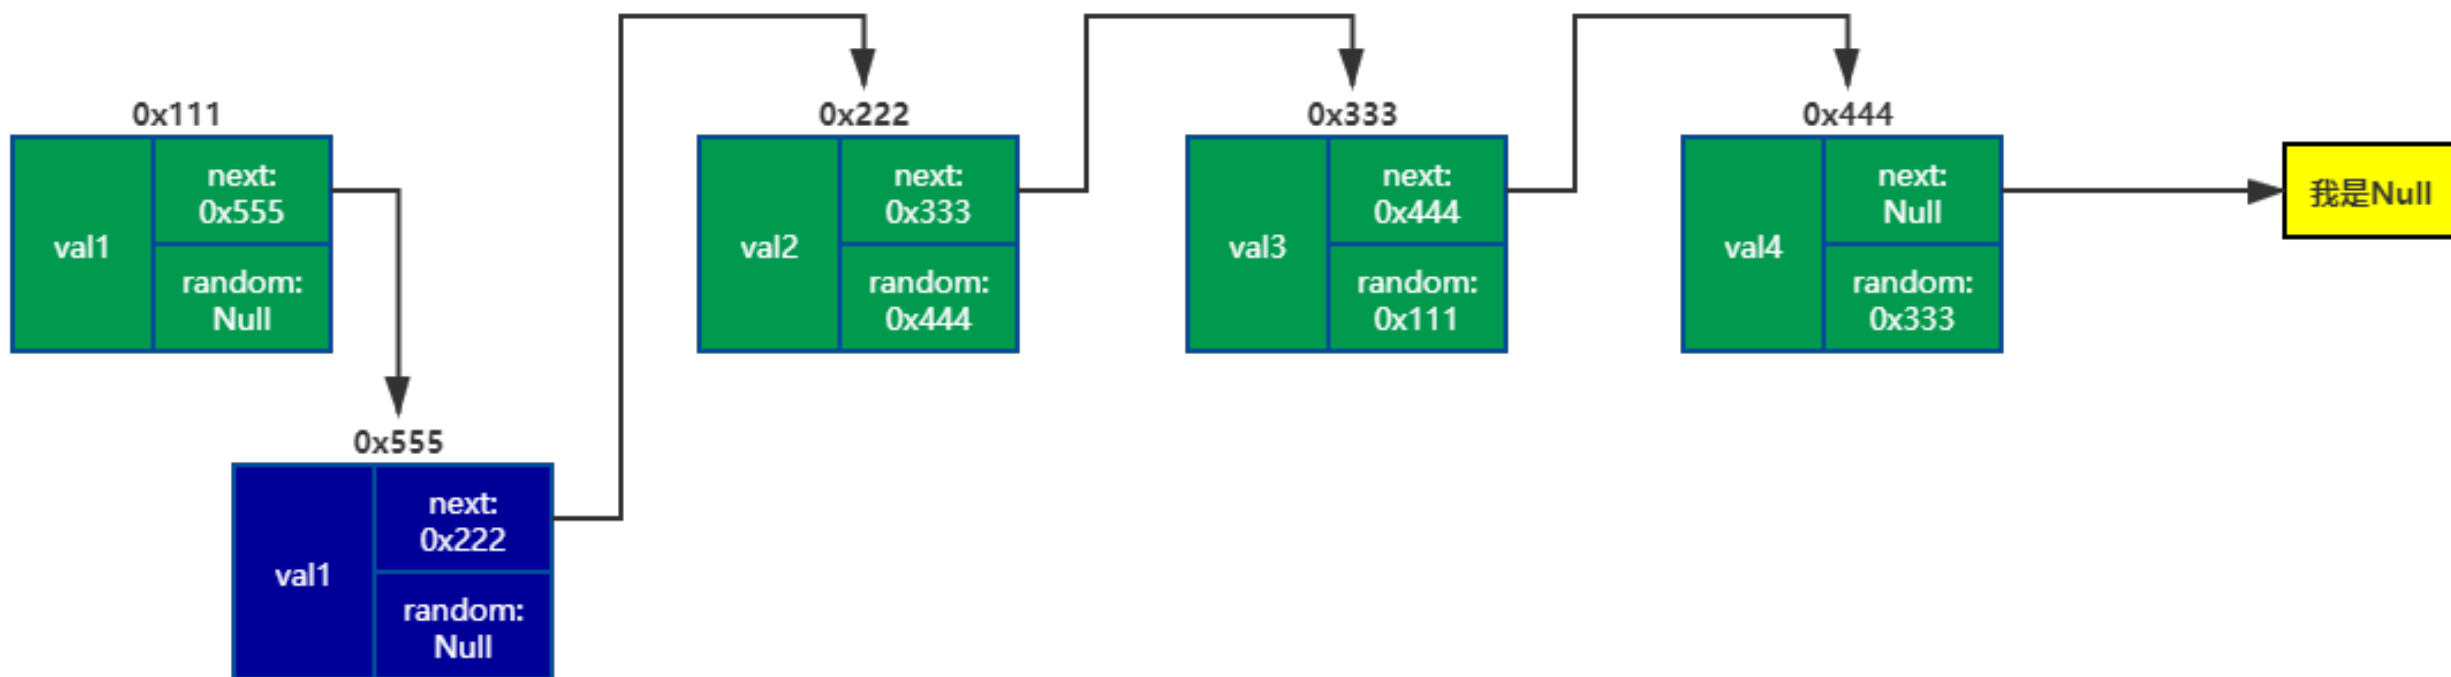 0x111
val1
next:
0x555
random:
Null
0x222
val2
next:
0x333
random:
0x444
0x333
val3
next:
0x444
random:
0x111
0x444
val4
next:
Null
random:
0x333
我是Null
0x555
val1
next:
0x222
random:
Null